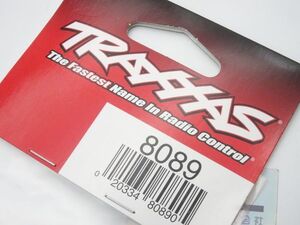 TRAXXAS
The Fastest Name In Radio Control
8089
0 20334 80890